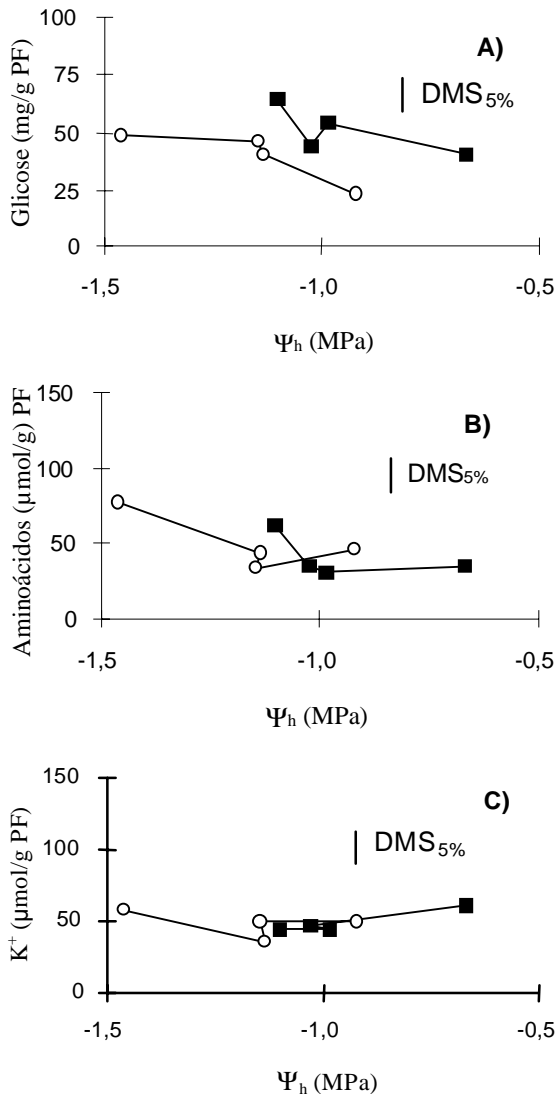 A)
100
75
50
25
0
Glicose (mg/g PF)
DMS5%
-1,5 -1,0 -0,5
Ψh (MPa)
B)
150
100
50
0
Aminoácidos (µmol/g) PF
DMS5%
-1,5 -1,0 -0,5
Ψh (MPa)
C)
150
100
50
0
K+ (µmol/g PF)
DMS5%
-1,5 -1,0 -0,5
Ψh (MPa)